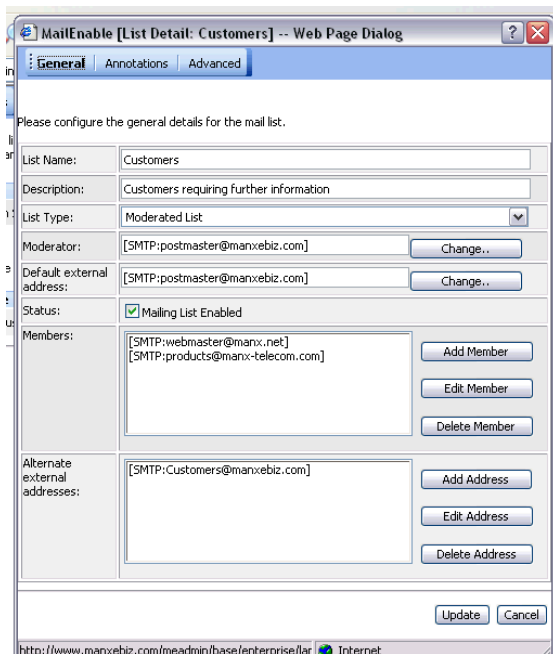 MailEnable [List Detail: Customers] -- Web Page Dialog
General Annotations Advanced
Please configure the general details for the mail list.
List Name: Customers
Description: Customers requiring further information
List Type: Moderated List
Moderator: [SMTP:postmaster@manxebiz.com] Change..
Default external address: [SMTP:postmaster@manxebiz.com] Change..
Status: Mailing List Enabled
Members:
[SMTP:webmaster@manx.net]
[SMTP:products@manx-telecom.com]
Add Member
Edit Member
Delete Member
Alternate
external
addresses:
[SMTP:Customers@manxebiz.com]
Add Address
Edit Address
Delete Address
Update Cancel
http://www.manxebiz.com/meadmin/base/enterprise/lar Internet